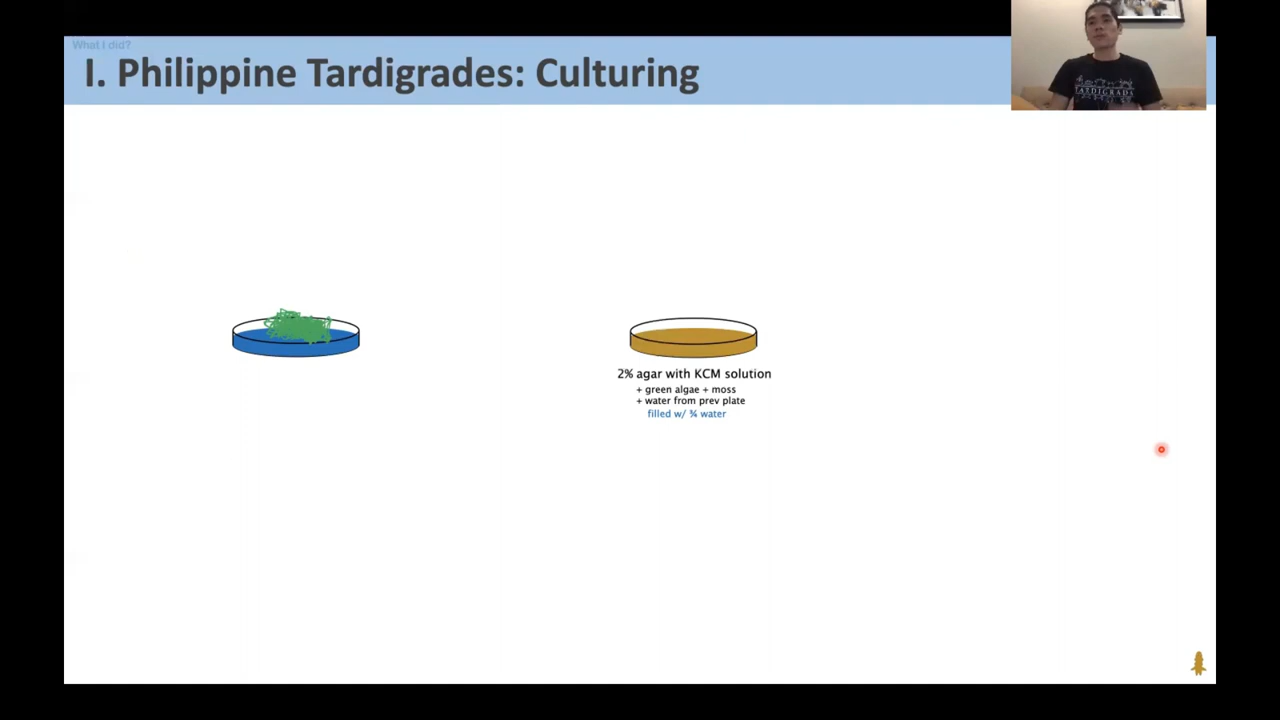 What I did?
I. Philippine Tardigrades: Culturing
TARDIGRADA
2% agar with KCM solution
+ green algae + moss
+ water from prev plate
filled w/ ¾ water